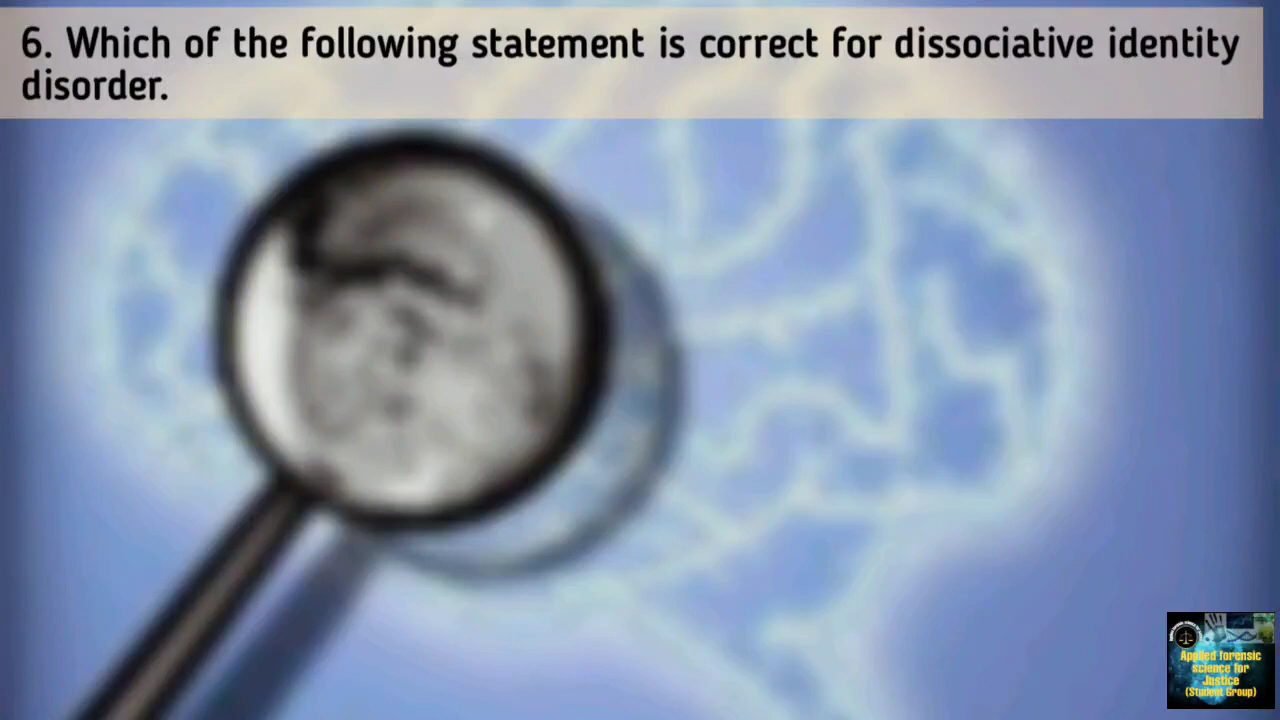 6. Which of the following statement is correct for dissociative identity
disorder.
Applied forensic
science for
Justice
(Student Group)